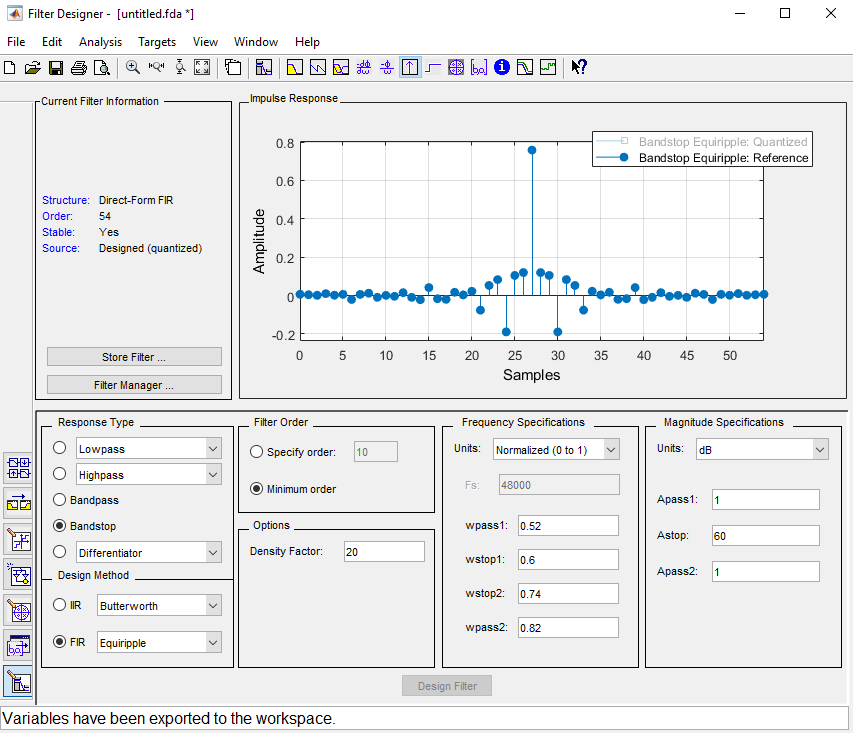 Filter Designer - [untitled.fda *]
File Edit Analysis Targets View Window Help
Current Filter Information
Structure: Direct-Form FIR
Order: 54
Stable: Yes
Source: Designed (quantized)
Store Filter ...
Filter Manager ...
Impulse Response
Bandstop Equiripple: Quantized
Bandstop Equiripple: Reference
Amplitude
0.8
0.6
0.4
0.2
0
-0.2
0 5 10 15 20 25 30 35 40 45 50
Samples
Response Type
Lowpass
Highpass
Bandpass
Bandstop
Differentiator
Design Method
IIR Butterworth
FIR Equiripple
Filter Order
Specify order: 10
Minimum order
Options
Density Factor: 20
Frequency Specifications
Units: Normalized (0 to 1)
Fs: 48000
wpass1: 0.52
wstop1: 0.6
wstop2: 0.74
wpass2: 0.82
Magnitude Specifications
Units: dB
Apass1: 1
Astop: 60
Apass2: 1
Design Filter
Variables have been exported to the workspace.